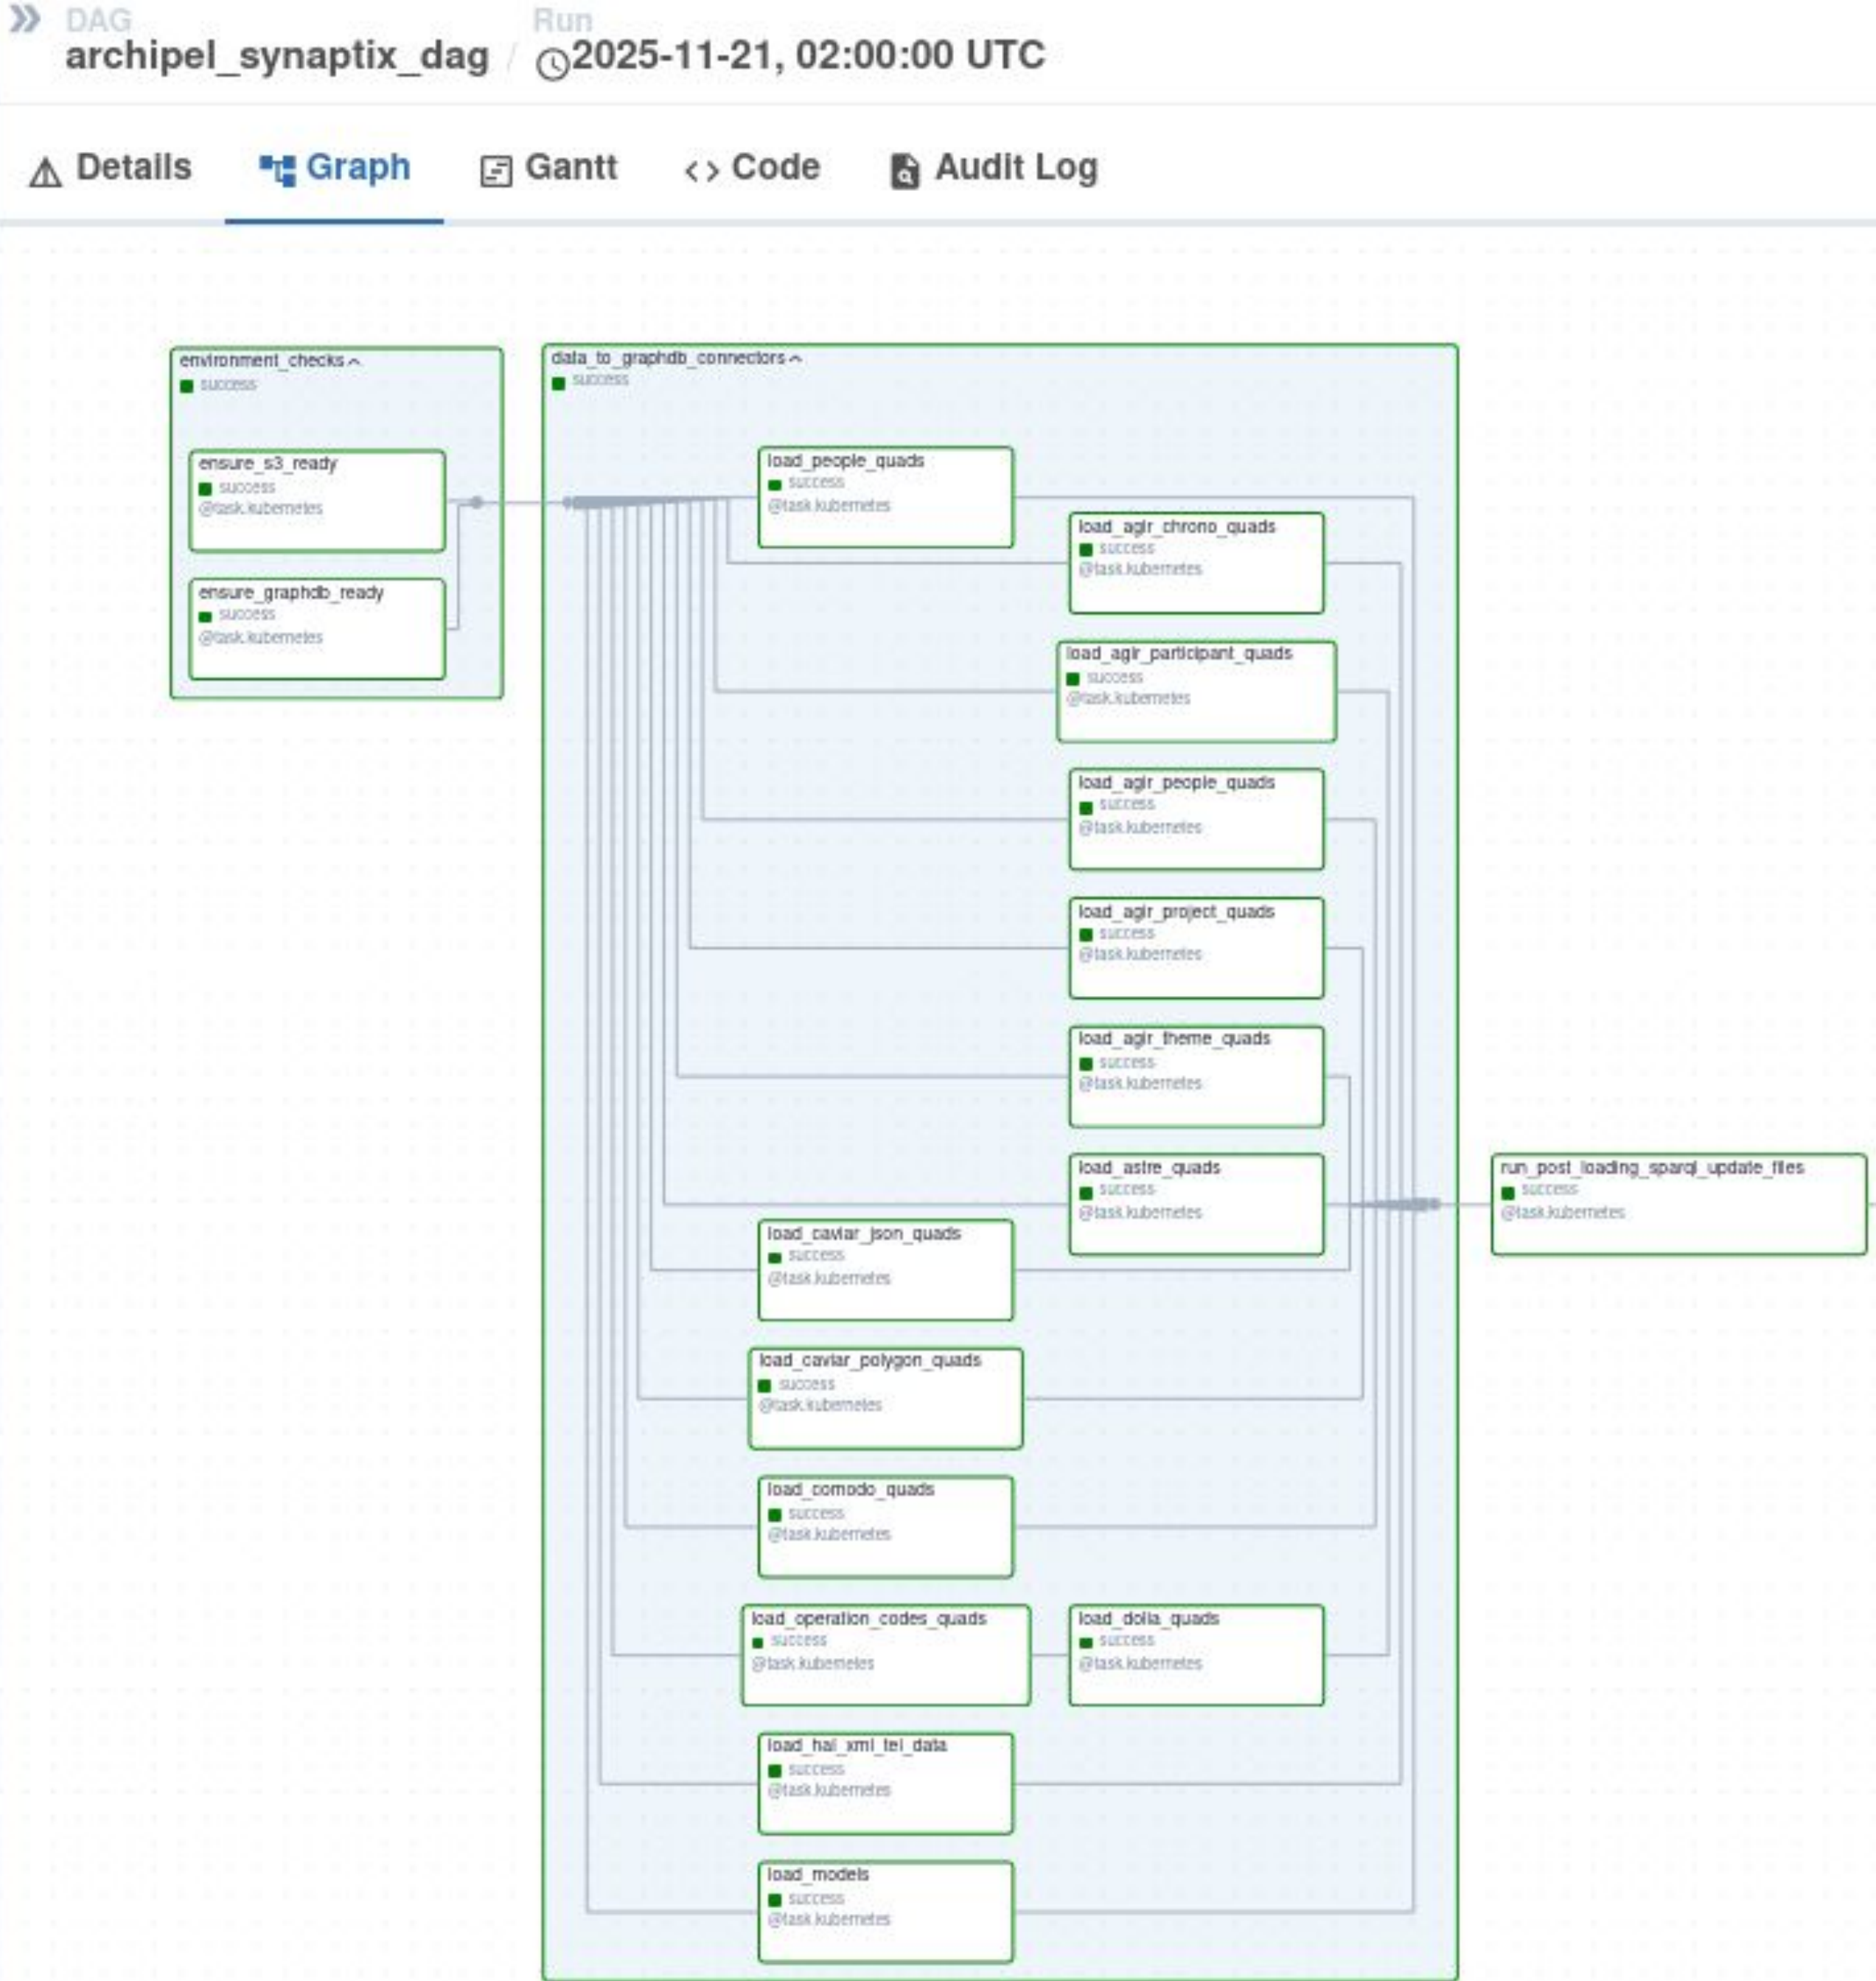 DAG
Run
archipel_synaptix_dag / 2025-11-21, 02:00:00 UTC
Details
Graph
Gantt
Code
Audit Log
environment_checks
success
ensure_s3_ready
success
@task.kubernetes
ensure_graphdb_ready
success
@task.kubernetes
data_to_graphdb_connectors
success
load_people_quads
success
@task.kubernetes
load_agir_chrono_quads
success
@task.kubernetes
load_agir_participant_quads
success
@task.kubernetes
load_agir_people_quads
success
@task.kubernetes
load_agir_project_quads
success
@task.kubernetes
load_agir_theme_quads
success
@task.kubernetes
load_astre_quads
success
@task.kubernetes
load_caviar_json_quads
success
@task.kubernetes
load_caviar_polygon_quads
success
@task.kubernetes
load_comodo_quads
success
@task.kubernetes
load_operation_codes_quads
success
@task.kubernetes
load_dolia_quads
success
@task.kubernetes
load_hal_xml_tei_data
success
@task.kubernetes
load_models
success
@task.kubernetes
run_post_loading_sparql_update_files
success
@task.kubernetes